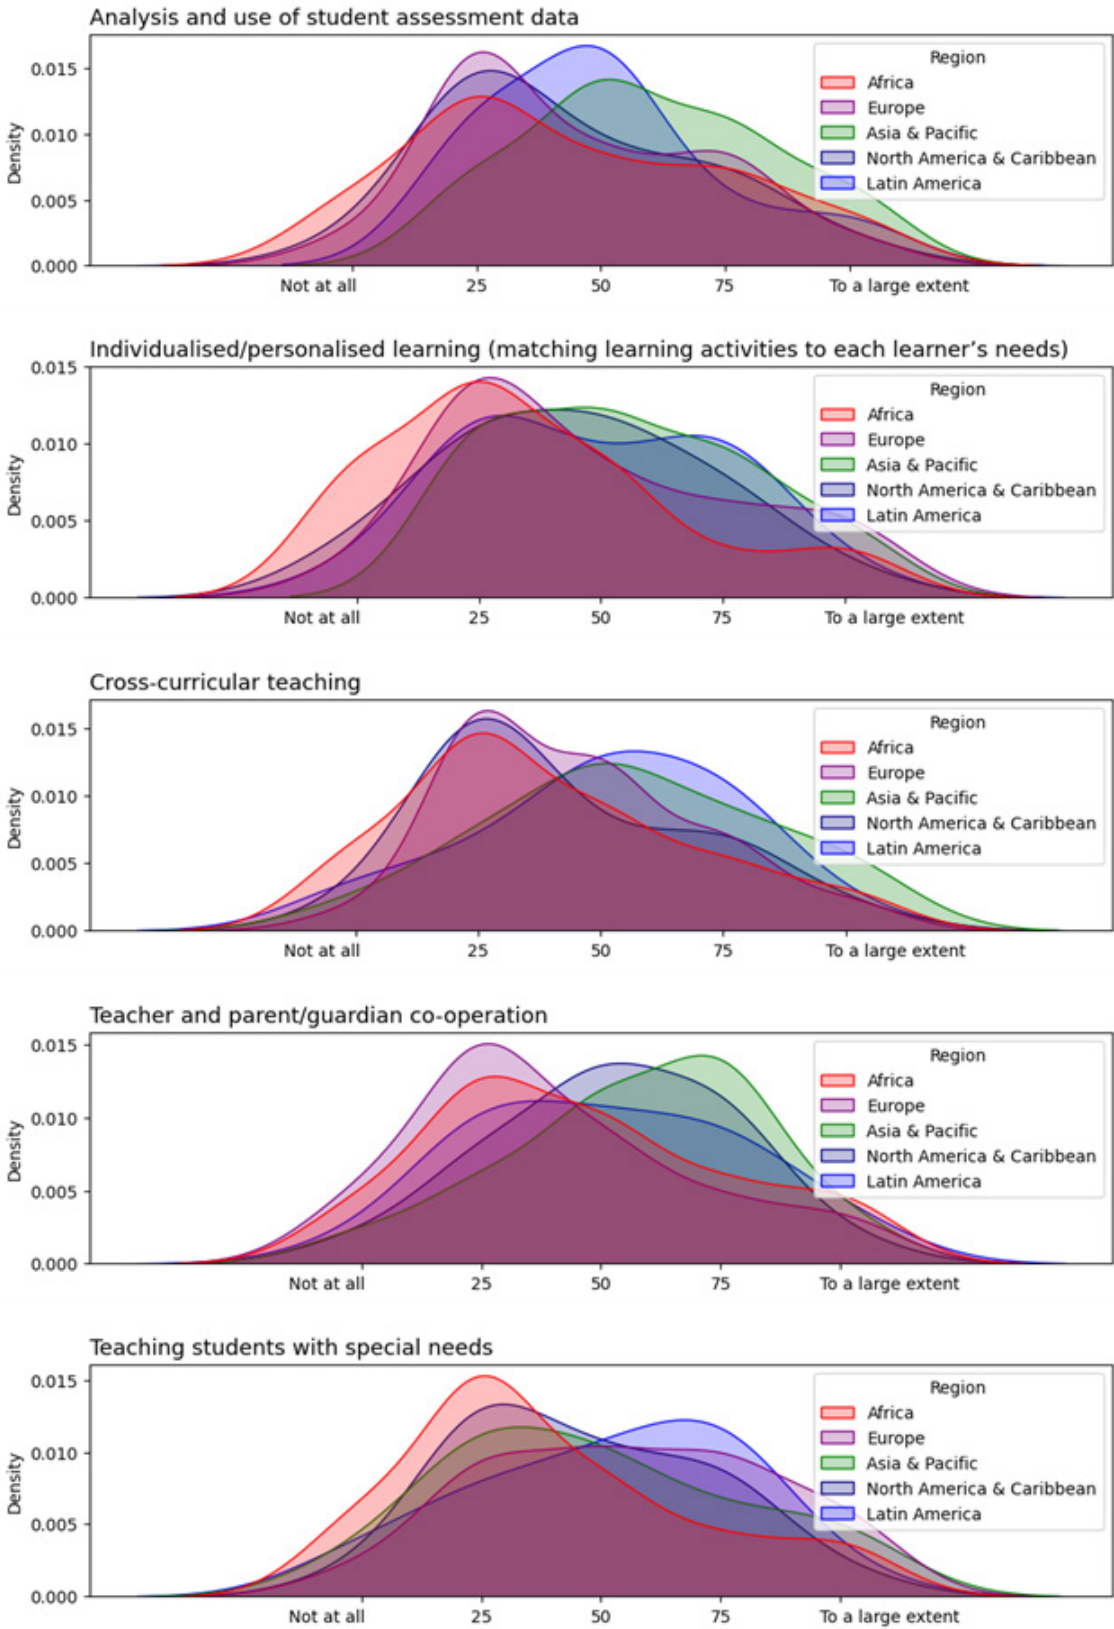 Analysis and use of student assessment data
Density
0.015
0.010
0.005
0.000
Not at all 25 50 75 To a large extent
Region
Africa
Europe
Asia & Pacific
North America & Caribbean
Latin America
Individualised/personalised learning (matching learning activities to each learner’s needs)
Density
0.015
0.010
0.005
0.000
Not at all 25 50 75 To a large extent
Region
Africa
Europe
Asia & Pacific
North America & Caribbean
Latin America
Cross-curricular teaching
Density
0.015
0.010
0.005
0.000
Not at all 25 50 75 To a large extent
Region
Africa
Europe
Asia & Pacific
North America & Caribbean
Latin America
Teacher and parent/guardian co-operation
Density
0.015
0.010
0.005
0.000
Not at all 25 50 75 To a large extent
Region
Africa
Europe
Asia & Pacific
North America & Caribbean
Latin America
Teaching students with special needs
Density
0.015
0.010
0.005
0.000
Not at all 25 50 75 To a large extent
Region
Africa
Europe
Asia & Pacific
North America & Caribbean
Latin America